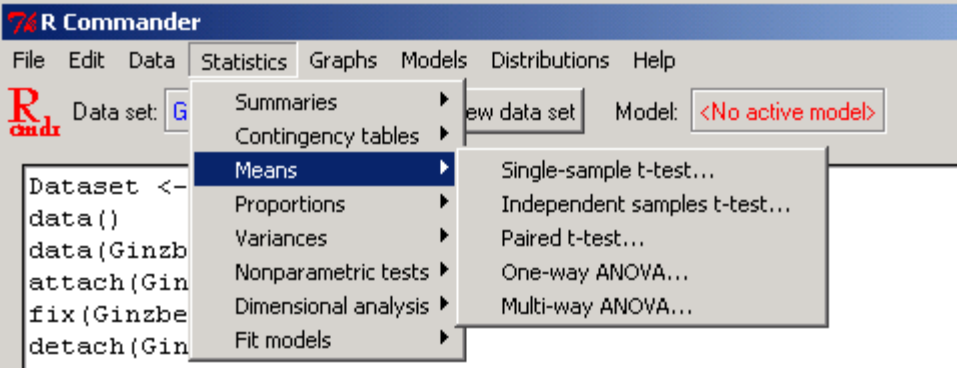 R Commander
File Edit Data Statistics Graphs Models Distributions Help
R cmdr Data set: G ew data set Model: <No active model>
Summaries
Contingency tables
Means
Proportions
Variances
Nonparametric tests
Dimensional analysis
Fit models
Single-sample t-test...
Independent samples t-test...
Paired t-test...
One-way ANOVA...
Multi-way ANOVA...
Dataset <-
data()
data(Ginzb
attach(Gin
fix(Ginzbe
detach(Gin